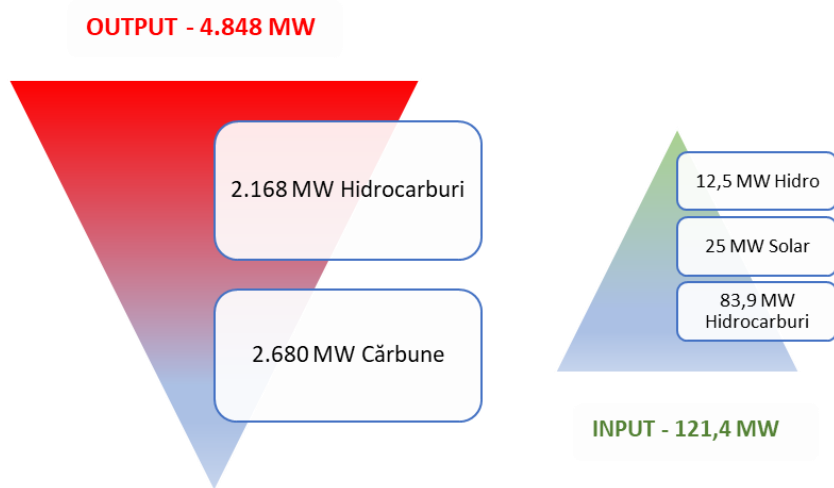 OUTPUT - 4.848 MW
2.168 MW Hidrocarburi
2.680 MW Cărbune
12,5 MW Hidro
25 MW Solar
83,9 MW
Hidrocarburi
INPUT - 121,4 MW